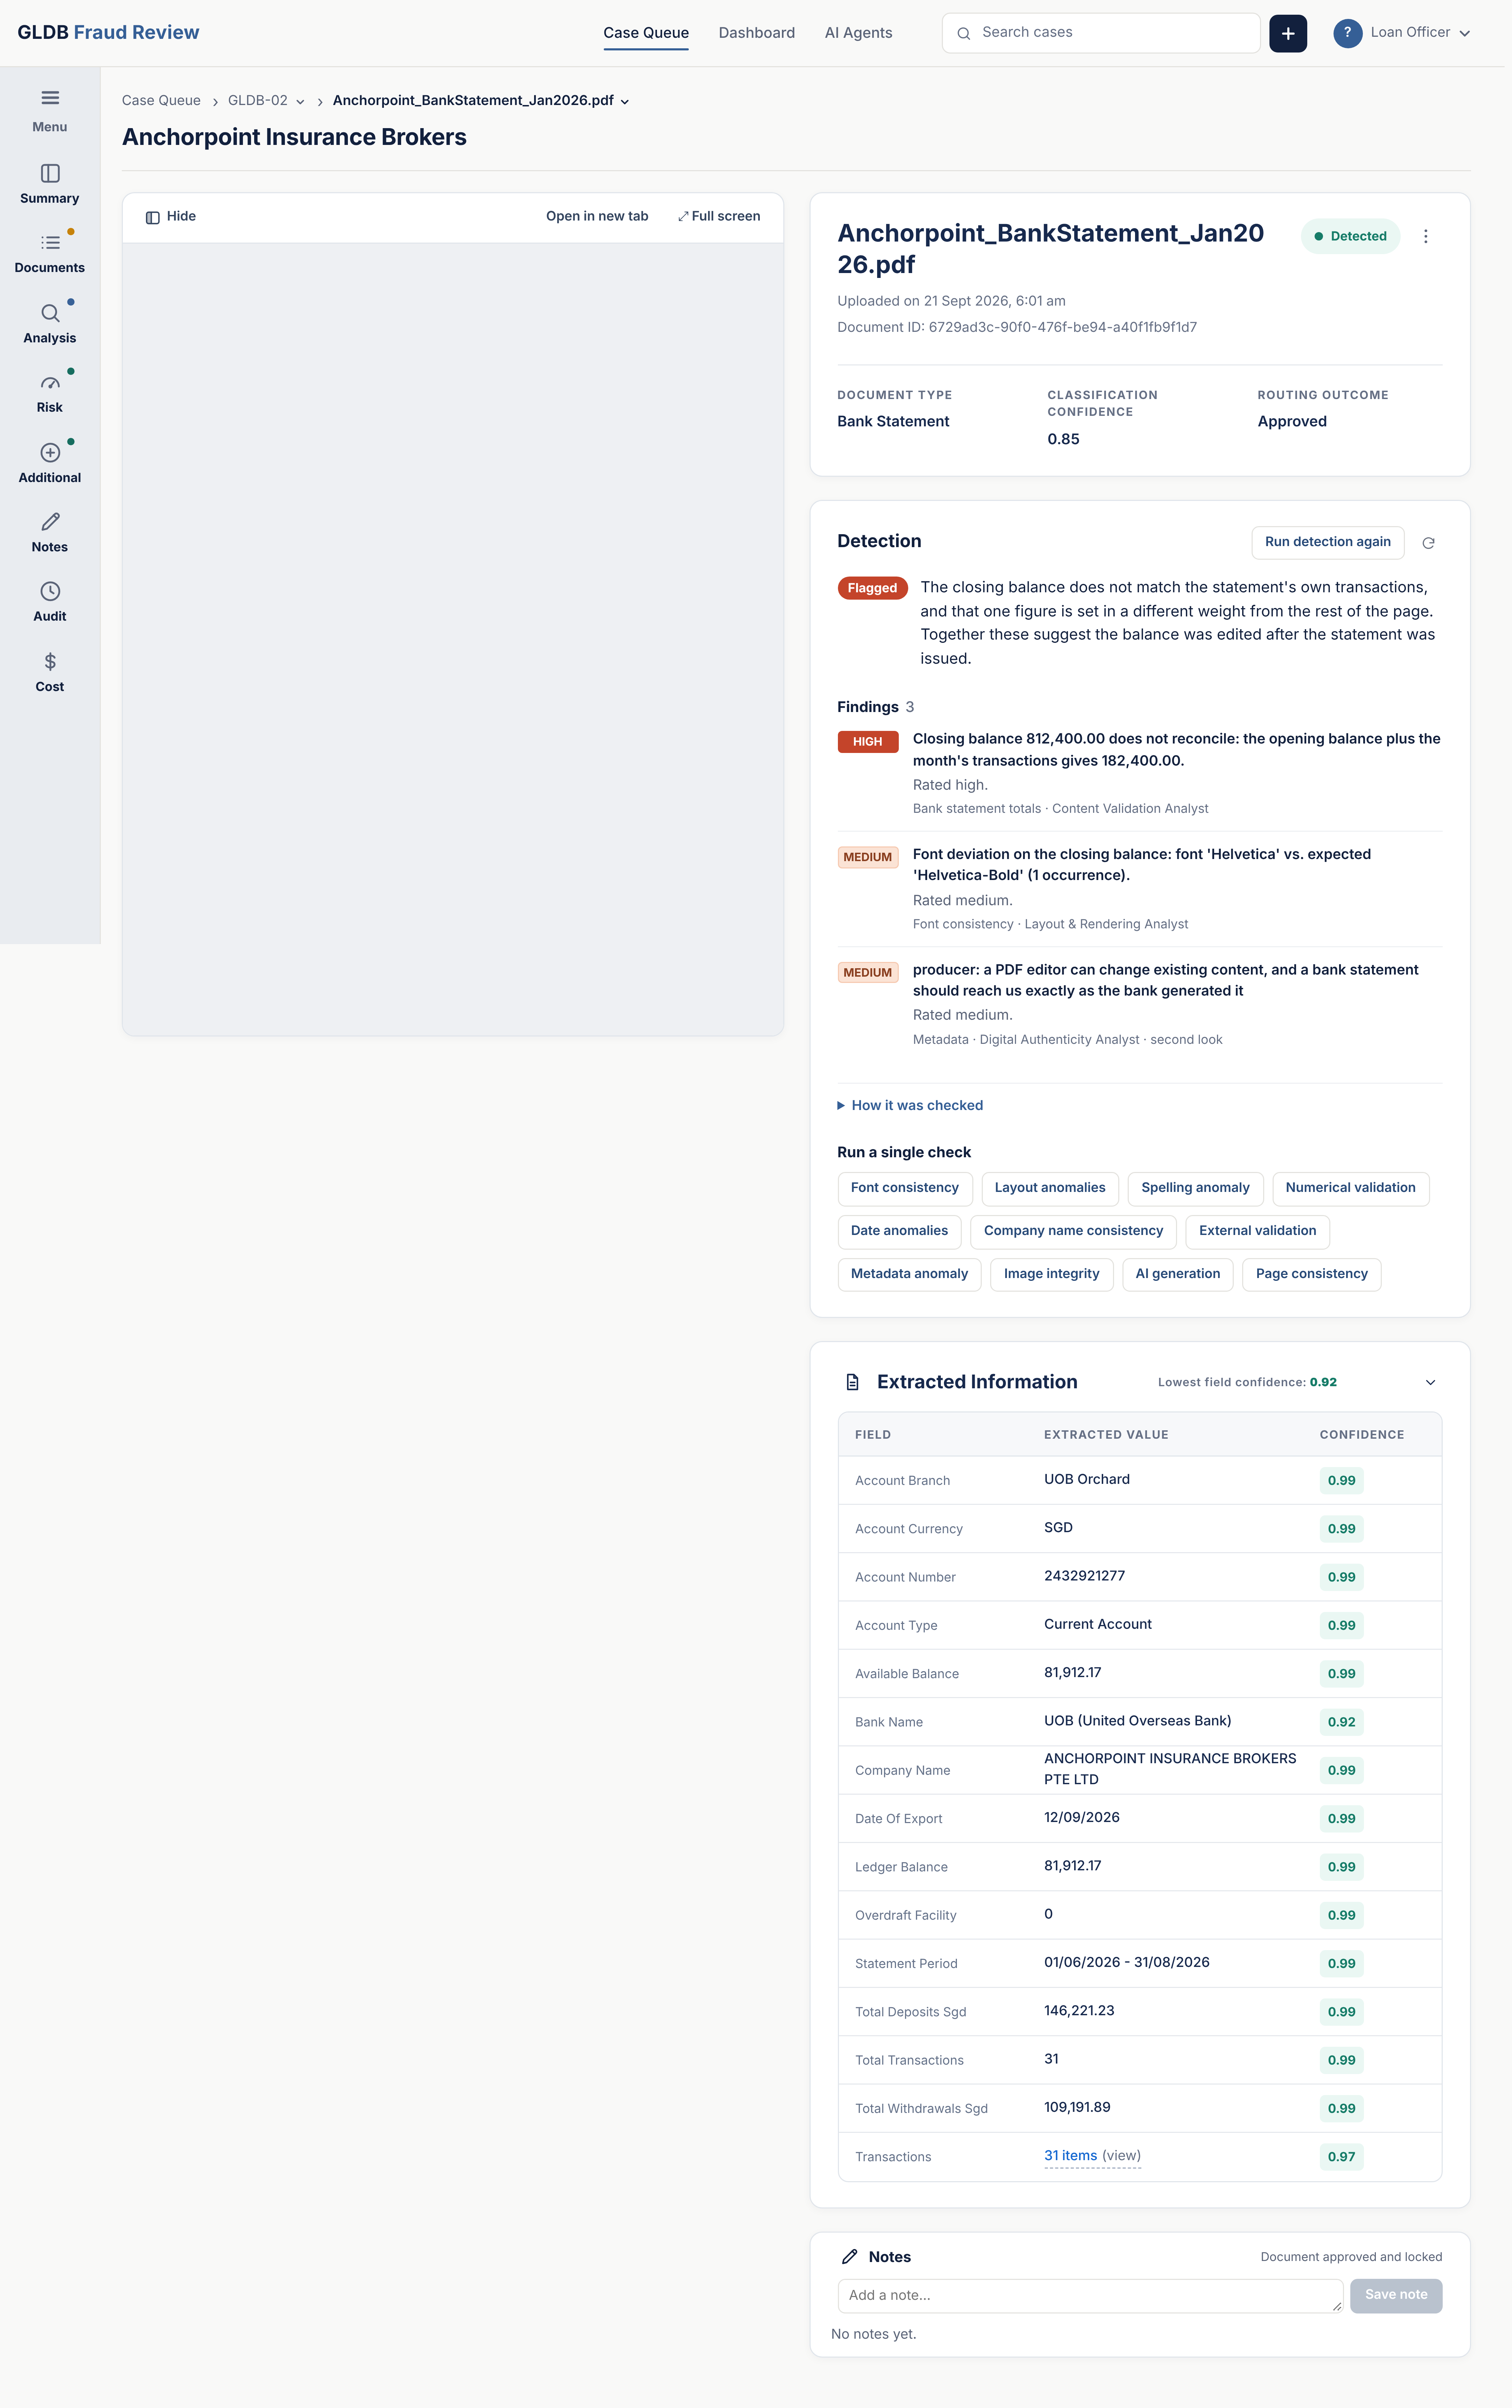 GLDB Fraud Review
Case Queue
Dashboard
AI Agents
Search cases
+
?
Loan Officer
Menu
Summary
Documents
Analysis
Risk
Additional
Notes
Audit
Cost
Case Queue › GLDB-02 › Anchorpoint_BankStatement_Jan2026.pdf
Anchorpoint Insurance Brokers
Hide
Open in new tab
Full screen
Anchorpoint_BankStatement_Jan20
26.pdf
Detected
Uploaded on 21 Sept 2026, 6:01 am
Document ID: 6729ad3c-90f0-476f-be94-a40f1fb9f1d7
DOCUMENT TYPE
Bank Statement
CLASSIFICATION
CONFIDENCE
0.85
ROUTING OUTCOME
Approved
Detection
Run detection again
Flagged
The closing balance does not match the statement's own transactions,
and that one figure is set in a different weight from the rest of the page.
Together these suggest the balance was edited after the statement was
issued.
Findings 3
HIGH
Closing balance 812,400.00 does not reconcile: the opening balance plus the
month's transactions gives 182,400.00.
Rated high.
Bank statement totals · Content Validation Analyst
MEDIUM
Font deviation on the closing balance: font 'Helvetica' vs. expected
'Helvetica-Bold' (1 occurrence).
Rated medium.
Font consistency · Layout & Rendering Analyst
MEDIUM
producer: a PDF editor can change existing content, and a bank statement
should reach us exactly as the bank generated it
Rated medium.
Metadata · Digital Authenticity Analyst · second look
How it was checked
Run a single check
Font consistency
Layout anomalies
Spelling anomaly
Numerical validation
Date anomalies
Company name consistency
External validation
Metadata anomaly
Image integrity
AI generation
Page consistency
Extracted Information
Lowest field confidence: 0.92
FIELD EXTRACTED VALUE CONFIDENCE
Account Branch UOB Orchard 0.99
Account Currency SGD 0.99
Account Number 2432921277 0.99
Account Type Current Account 0.99
Available Balance 81,912.17 0.99
Bank Name UOB (United Overseas Bank) 0.92
Company Name ANCHORPOINT INSURANCE BROKERS
PTE LTD 0.99
Date Of Export 12/09/2026 0.99
Ledger Balance 81,912.17 0.99
Overdraft Facility 0 0.99
Statement Period 01/06/2026 - 31/08/2026 0.99
Total Deposits Sgd 146,221.23 0.99
Total Transactions 31 0.99
Total Withdrawals Sgd 109,191.89 0.99
Transactions 31 items (view) 0.97
Notes
Document approved and locked
Add a note...
Save note
No notes yet.